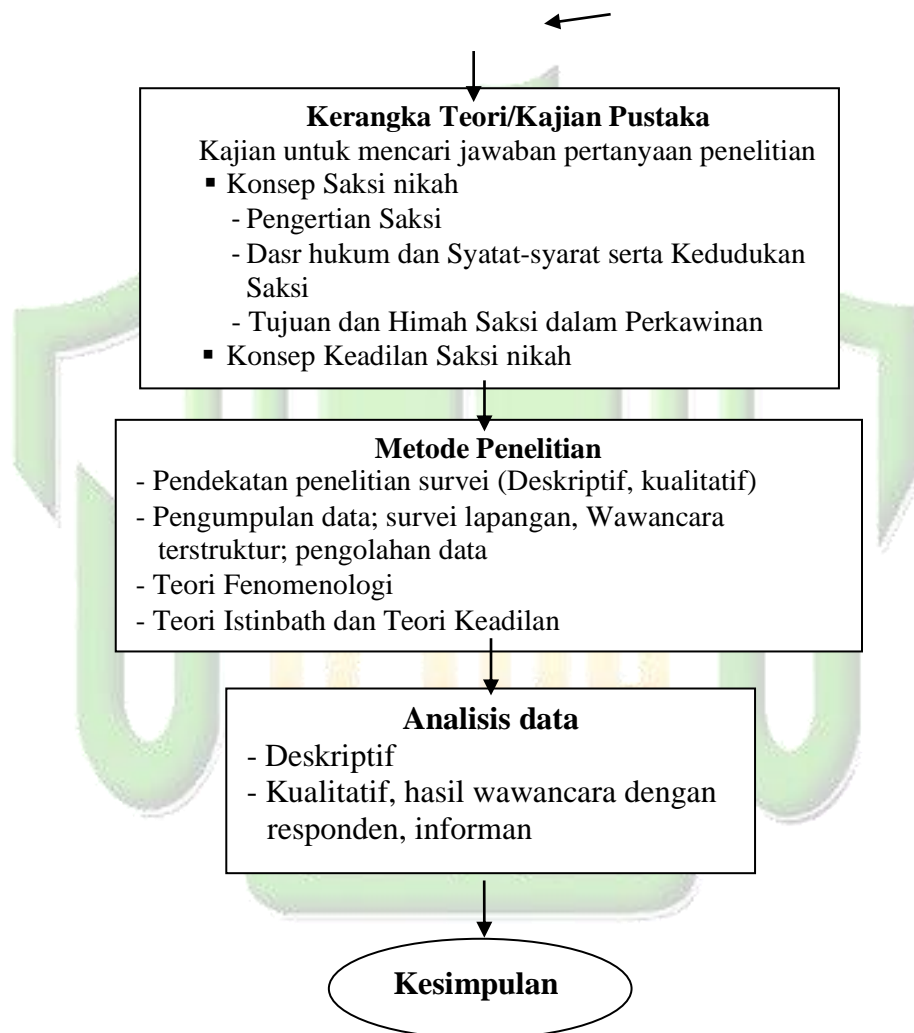 Kerangka Teori/Kajian Pustaka
Kajian untuk mencari jawaban pertanyaan penelitian
▪ Konsep Saksi nikah
- Pengertian Saksi
- Dasr hukum dan Syatat-syarat serta Kedudukan
Saksi
- Tujuan dan Himah Saksi dalam Perkawinan
▪ Konsep Keadilan Saksi nikah
Metode Penelitian
- Pendekatan penelitian survei (Deskriptif, kualitatif)
- Pengumpulan data; survei lapangan, Wawancara
terstruktur; pengolahan data
- Teori Fenomenologi
- Teori Istinbath dan Teori Keadilan
Analisis data
- Deskriptif
- Kualitatif, hasil wawancara dengan
responden, informan
Kesimpulan